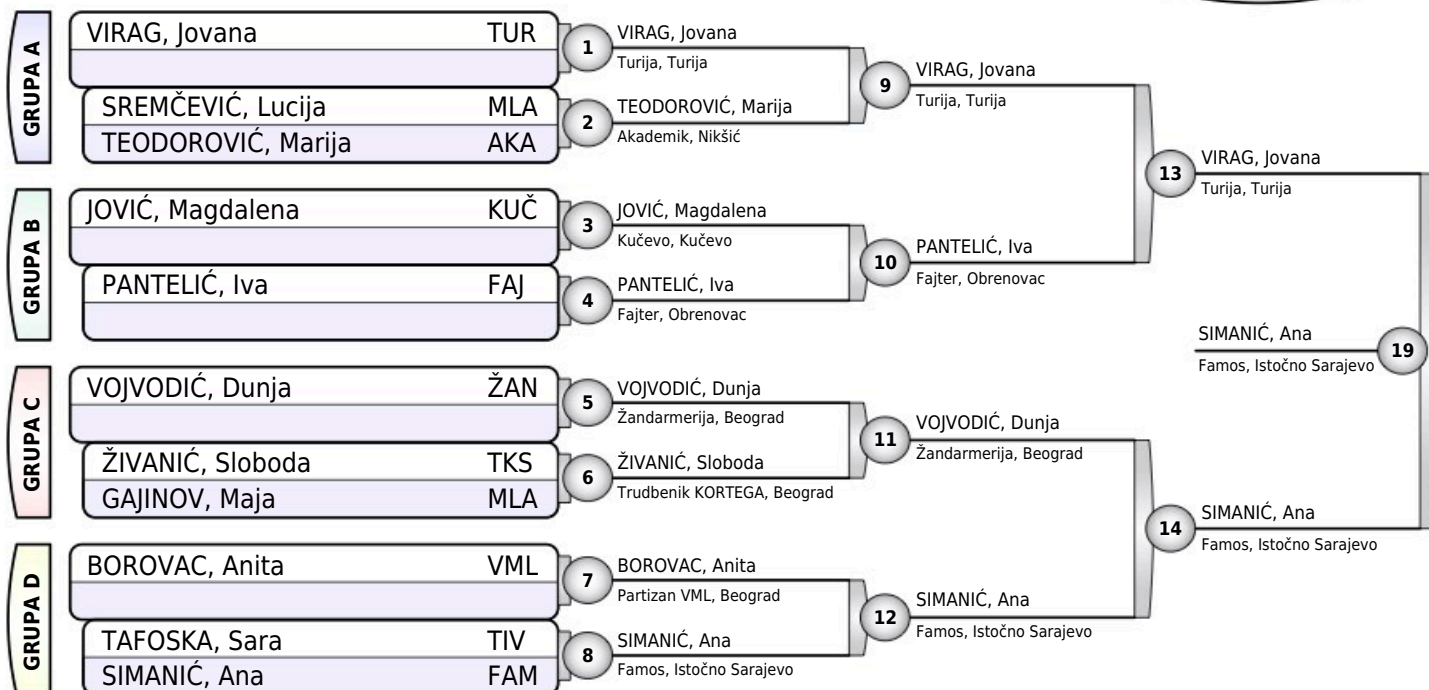 GRUPA A
VIRAG, Jovana TUR
SREMČEVIĆ, Lucija MLA
TEODOROVIĆ, Marija AKA
GRUPA B
JOVIĆ, Magdalena KUČ
PANTELIĆ, Iva FAJ
GRUPA C
VOJVODIĆ, Dunja ŽAN
ŽIVANIĆ, Sloboda TKS
GAJINOV, Maja MLA
GRUPA D
BOROVAC, Anita VML
TAFOSKA, Sara TIV
SIMANIĆ, Ana FAM
1 VIRAG, Jovana
Turija, Turija
2 TEODOROVIĆ, Marija
Akademik, Nikšić
3 JOVIĆ, Magdalena
Kučevo, Kučevo
4 PANTELIĆ, Iva
Fajter, Obrenovac
5 VOJVODIĆ, Dunja
Žandarmerija, Beograd
6 ŽIVANIĆ, Sloboda
Trudbenik KORTEGA, Beograd
7 BOROVAC, Anita
Partizan VML, Beograd
8 SIMANIĆ, Ana
Famos, Istočno Sarajevo
9 VIRAG, Jovana
Turija, Turija
10 PANTELIĆ, Iva
Fajter, Obrenovac
11 VOJVODIĆ, Dunja
Žandarmerija, Beograd
12 SIMANIĆ, Ana
Famos, Istočno Sarajevo
13 VIRAG, Jovana
Turija, Turija
14 SIMANIĆ, Ana
Famos, Istočno Sarajevo
SIMANIĆ, Ana 19
Famos, Istočno Sarajevo